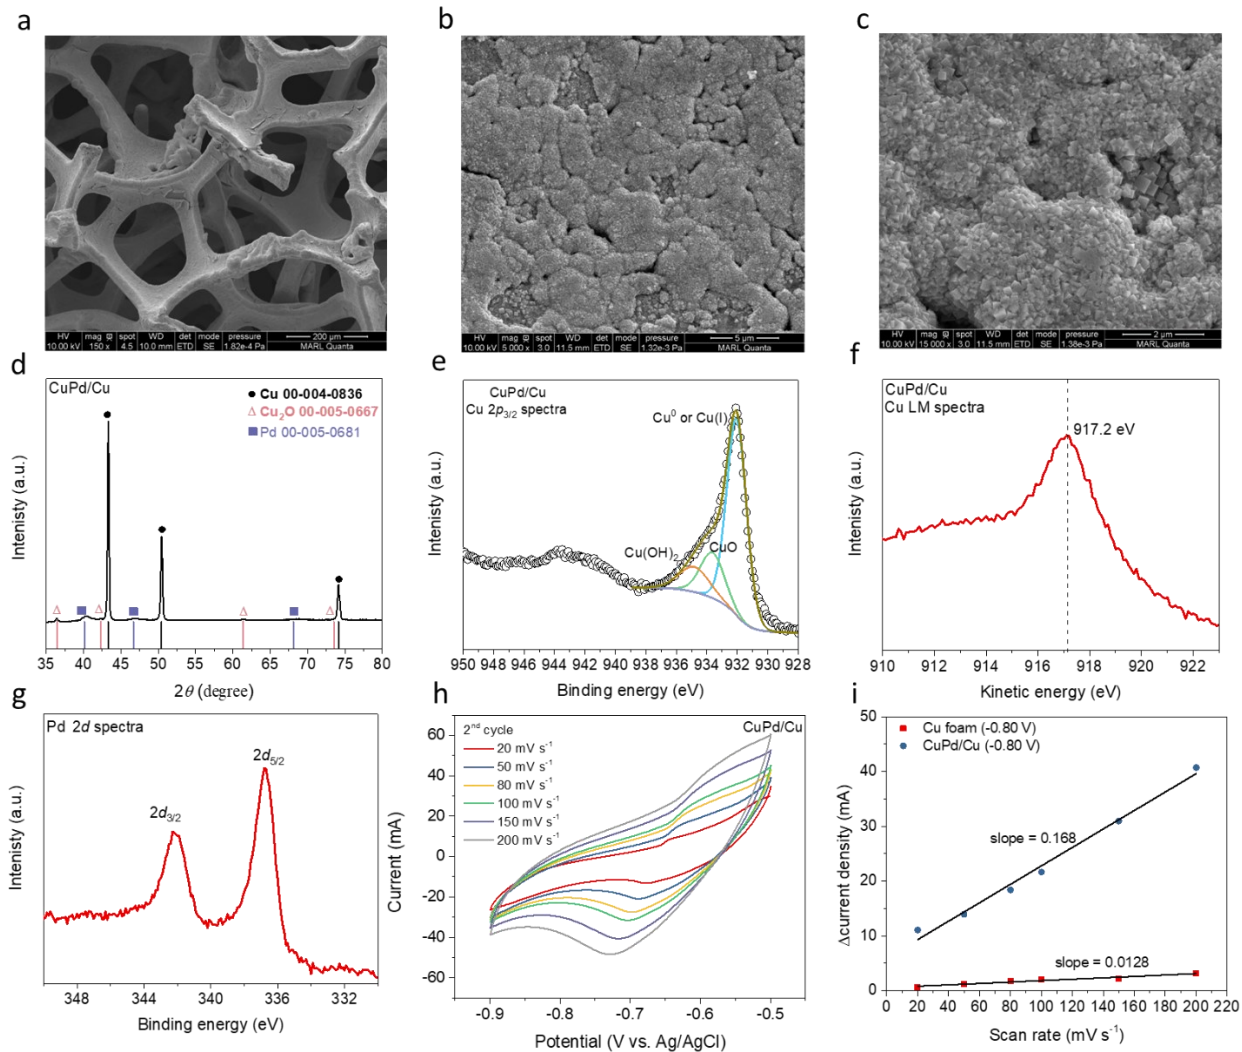 a
b
c
HV mag spot WD det mode pressure 200 µm
10.00 kV 150 x 4.5 10.0 mm ETD SE 1.82e-4 Pa MARL Quanta
HV mag spot WD det mode pressure 5 µm
10.00 kV 5 000 x 3.0 11.5 mm ETD SE 1.32e-3 Pa MARL Quanta
HV mag spot WD det mode pressure 2 µm
10.00 kV 15 000 x 3.0 11.5 mm ETD SE 1.38e-3 Pa MARL Quanta
d
CuPd/Cu
Cu 00-004-0836
Cu₂O 00-005-0667
Pd 00-005-0681
Intenisty (a.u.)
35 40 45 50 55 60 65 70 75 80
2θ (degree)
e
CuPd/Cu
Cu 2p₃/₂ spectra
Cu⁰ or Cu(I)
Cu(OH)₂
CuO
Intenisty (a.u.)
950 948 946 944 942 940 938 936 934 932 930 928
Binding energy (eV)
f
CuPd/Cu
Cu LM spectra
917.2 eV
Intenisty (a.u.)
910 912 914 916 918 920 922
Kinetic energy (eV)
g
Pd 2d spectra
2d₅/₂
2d₃/₂
Intenisty (a.u.)
348 344 340 336 332
Binding energy (eV)
h
2ⁿᵈ cycle
CuPd/Cu
20 mV s⁻¹
50 mV s⁻¹
80 mV s⁻¹
100 mV s⁻¹
150 mV s⁻¹
200 mV s⁻¹
Current (mA)
60
40
20
0
-20
-40
-60
-0.9 -0.8 -0.7 -0.6 -0.5
Potential (V vs. Ag/AgCl)
i
Cu foam (-0.80 V)
CuPd/Cu (-0.80 V)
slope = 0.168
slope = 0.0128
Δcurrent density (mA)
50
40
30
20
10
0
0 20 40 60 80 100 120 140 160 180 200 220
Scan rate (mV s⁻¹)